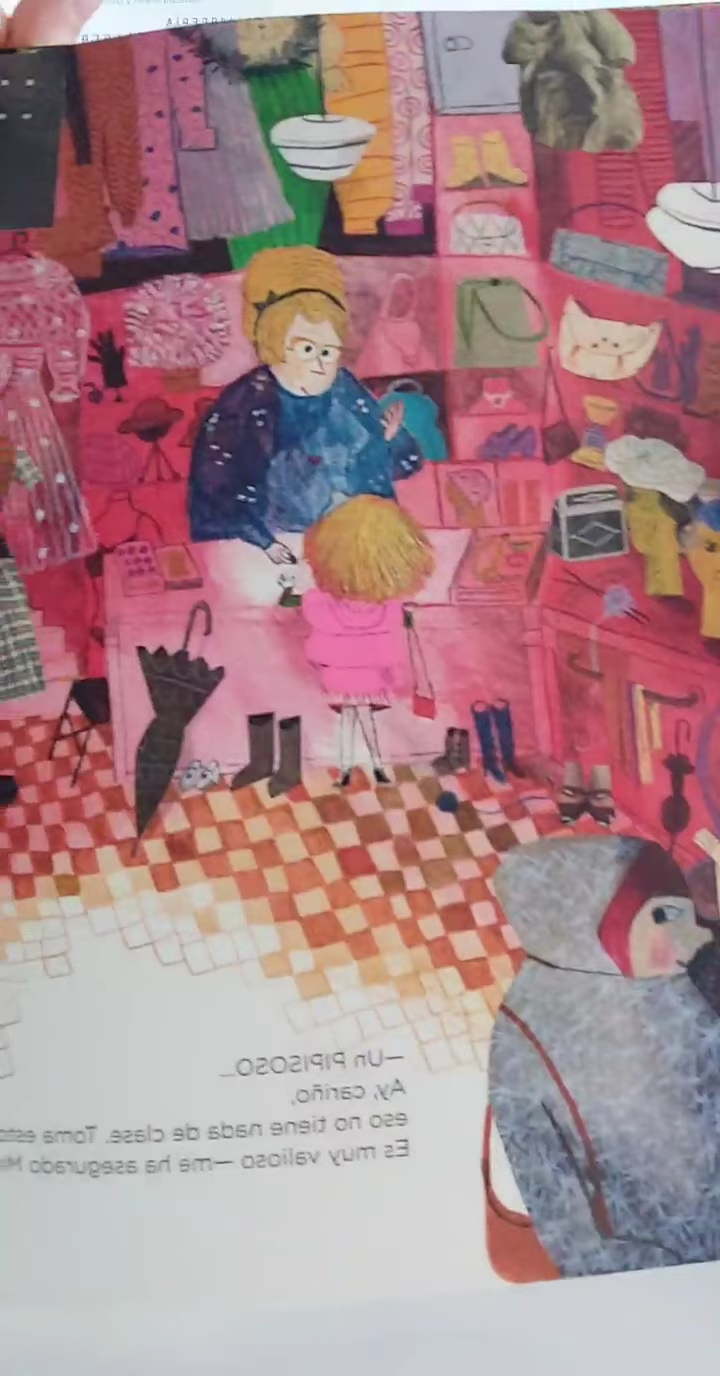 —Un PIPISOSO...
Ay, cariño,
eso no tiene nada de clase. Toma
Es muy valioso —me ha asegurado